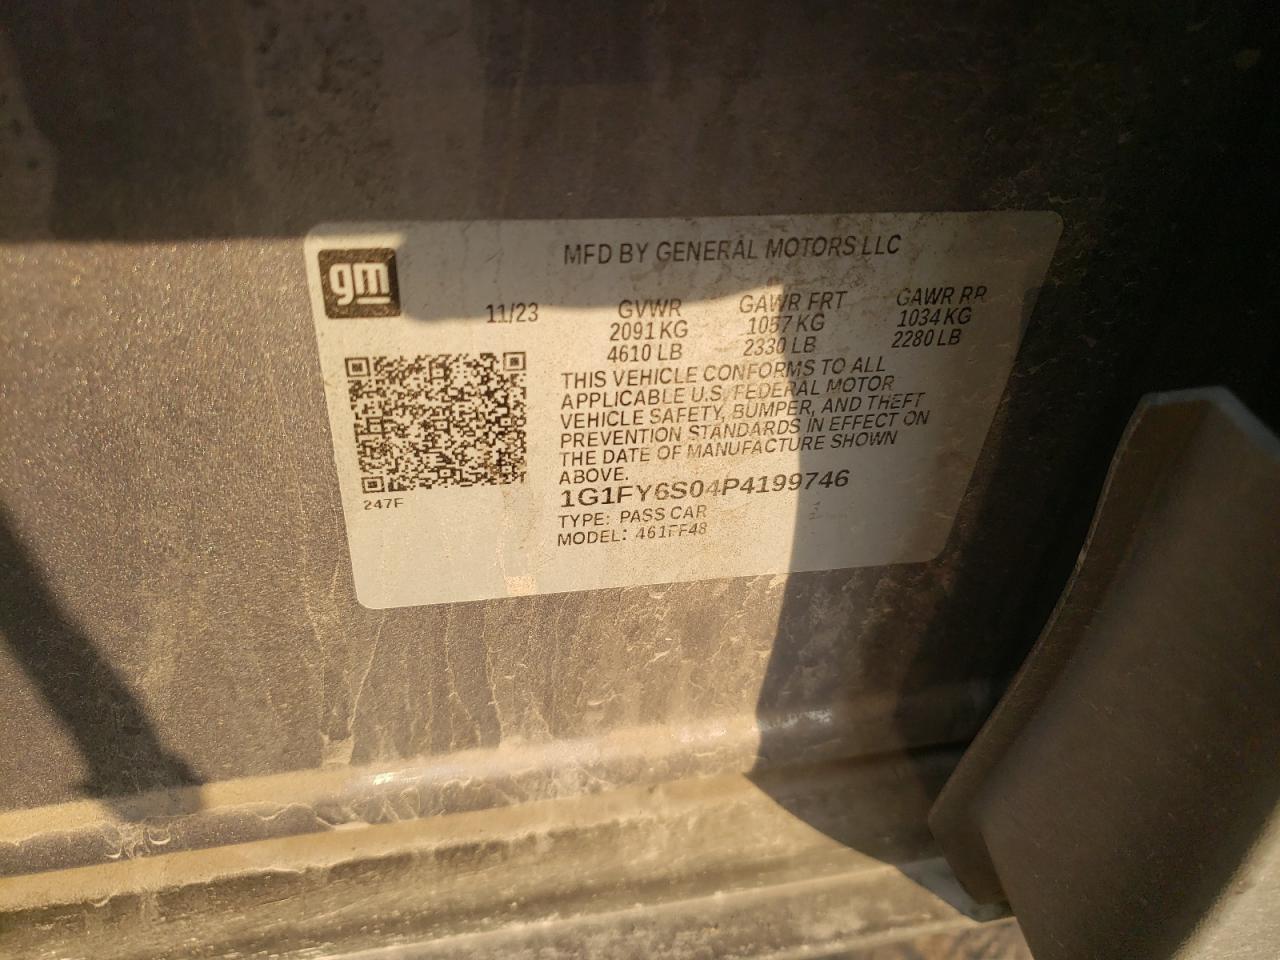 gm
MFD BY GENERAL MOTORS LLC
11/23 GVWR GAWR FRT GAWR RR
2091 KG 1057 KG 1034 KG
4610 LB 2330 LB 2280 LB
THIS VEHICLE CONFORMS TO ALL
APPLICABLE U.S. FEDERAL MOTOR
VEHICLE SAFETY, BUMPER, AND THEFT
PREVENTION STANDARDS IN EFFECT ON
THE DATE OF MANUFACTURE SHOWN
ABOVE.
1G1FY6S04P4199746
TYPE: PASS CAR
MODEL: 461FF48
247F